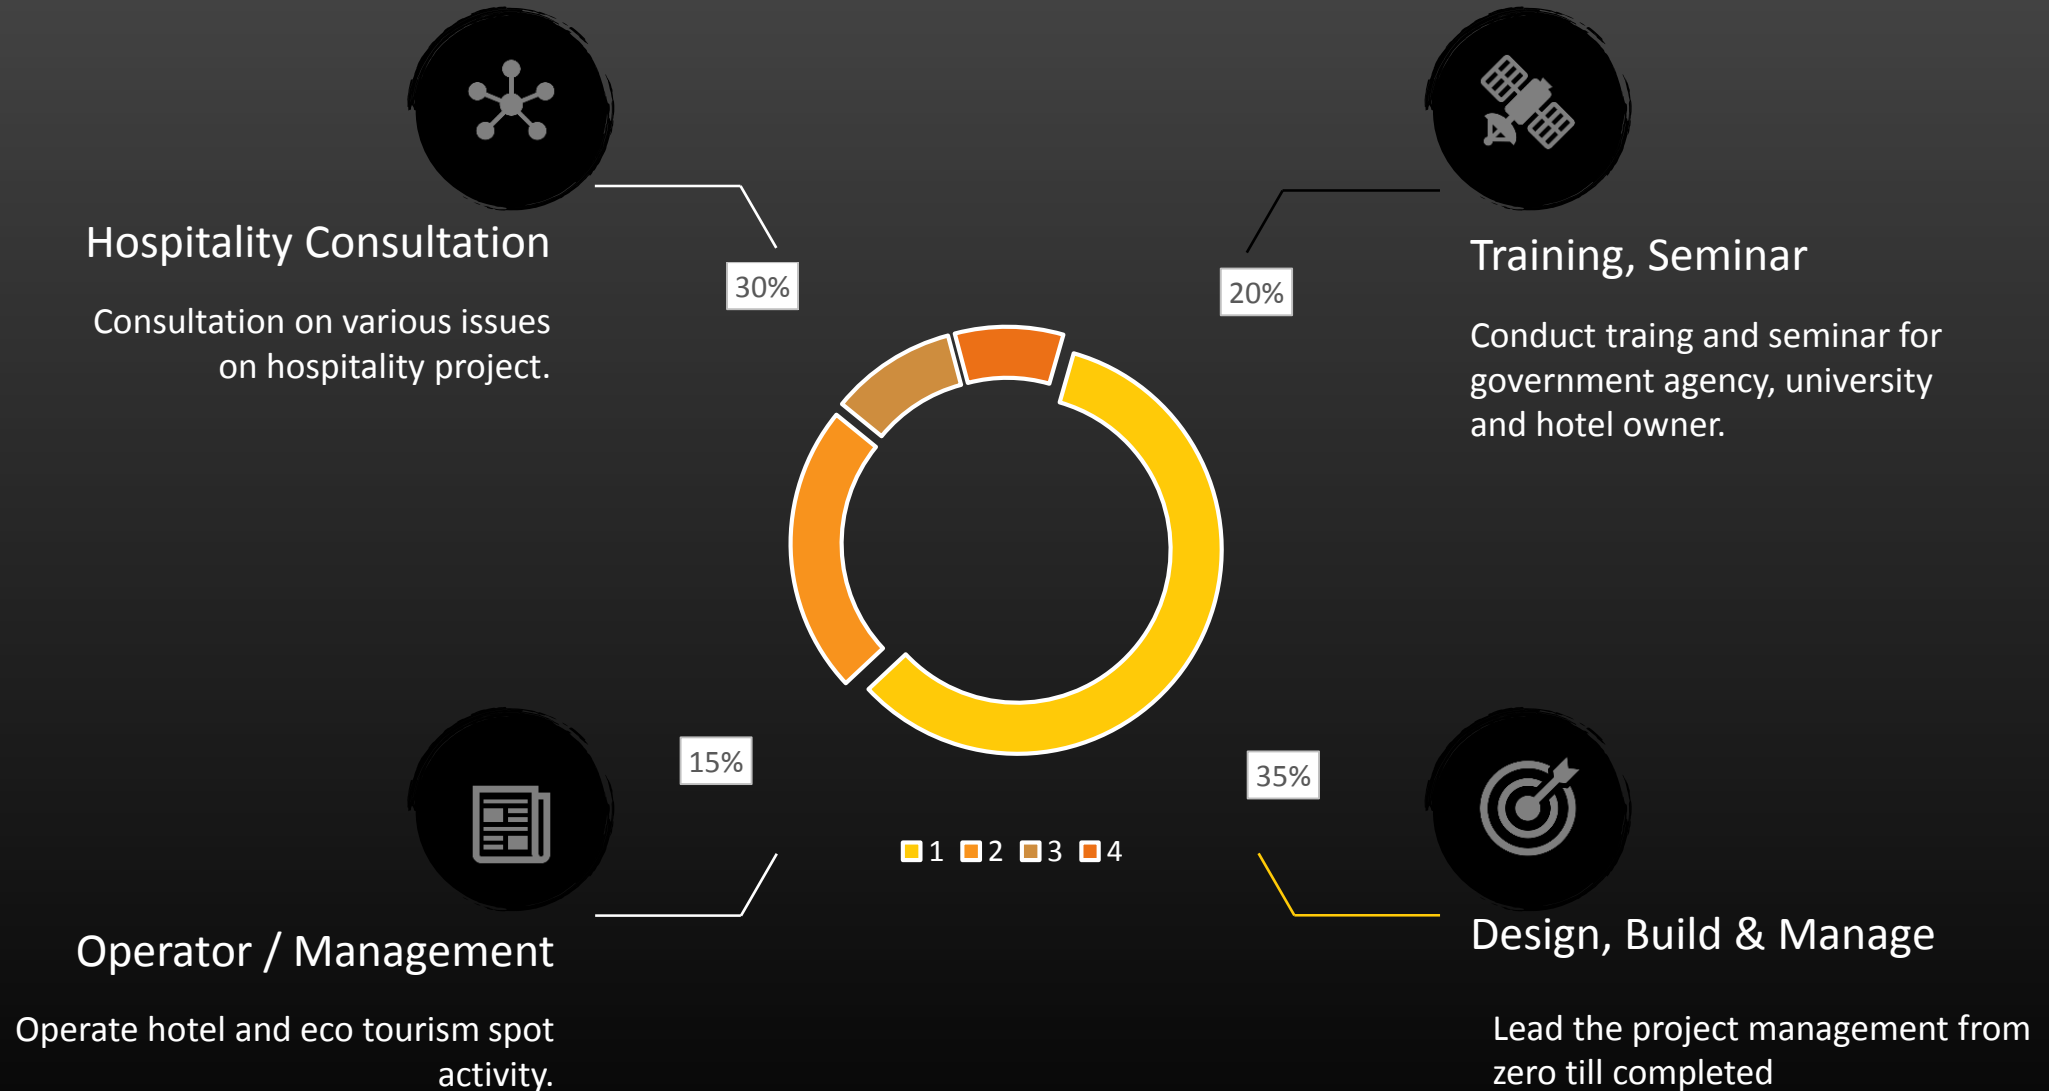 Hospitality Consultation
Consultation on various issues
on hospitality project.
30%
Training, Seminar
Conduct traing and seminar for
government agency, university
and hotel owner.
20%
Operator / Management
Operate hotel and eco tourism spot
activity.
15%
Design, Build & Manage
Lead the project management from
zero till completed
35%
1 2 3 4